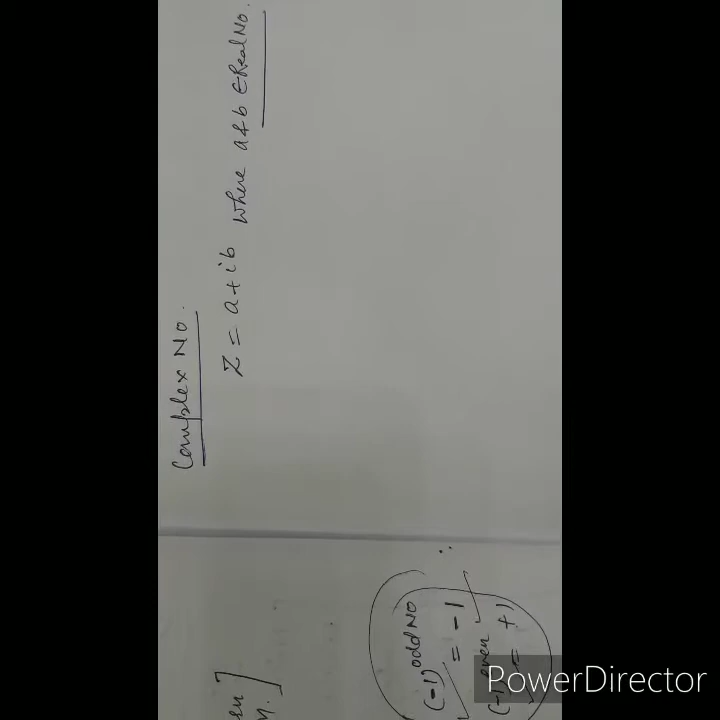 Complex No.
Z = a + ib where a & b ∈ Real No.
(-1)^odd No = -1
(-1)^even = +1
PowerDirector